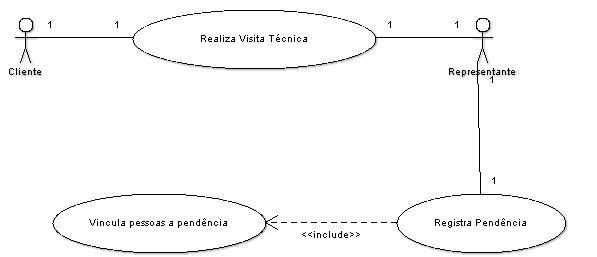 1
1
Realiza Visita Técnica
1
1
Cliente
Representante
1
1
Vincula pessoas a pendência
Registra Pendência
<<include>>